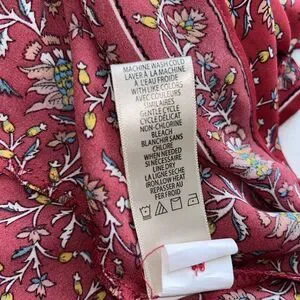 MACHINE WASH COLD
LAVER À LA MACHINE
A L'EAU FROIDE
WITH LIKE COLORS
AVEC COULEURS
SIMILAIRES
GENTLE CYCLE
CYCLE DÉLICAT
NON-CHLORINE
BLEACH
BLANCHIR SANS
CHLORE
WHEN NEEDED
SI NÉCESSAIRE
LINE DRY
LA LIGNE SÈCHE
IRON LOW HEAT
REPASSER AU
FER FROID